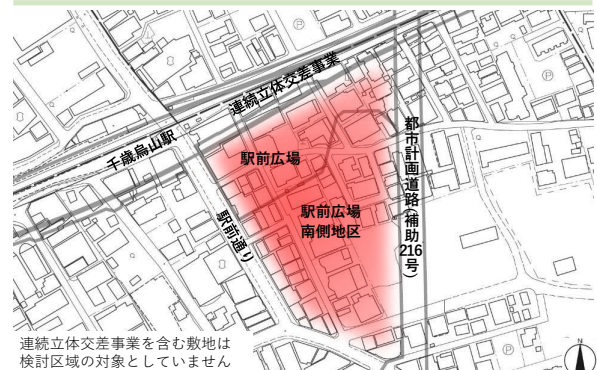 連続立体交差事業
千歳烏山駅
駅前広場
駅前広場
南側地区
都市計画道路(補助216号)
駅前通り
連続立体交差事業を含む敷地は
検討区域の対象としていません
N
P
P
P